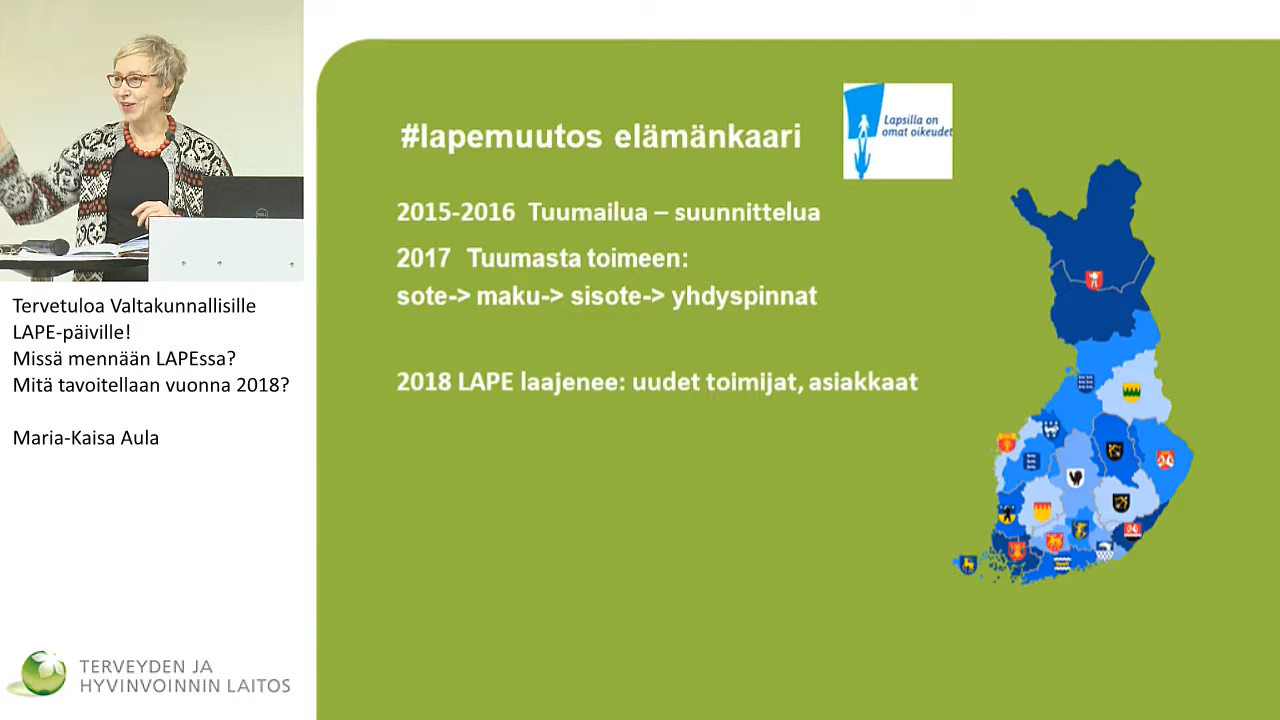 #lapemuutos elämänkaari
Lapsilla on
omat oikeudet
2015-2016 Tuumailua – suunnittelua
2017 Tuumasta toimeen:
sote-> maku-> sisote-> yhdyspinnat
2018 LAPE laajenee: uudet toimijat, asiakkaat
Tervetuloa Valtakunnallisille
LAPE-päiville!
Missä mennään LAPEssa?
Mitä tavoitellaan vuonna 2018?
Maria-Kaisa Aula
TERVEYDEN JA
HYVINVOINNIN LAITOS